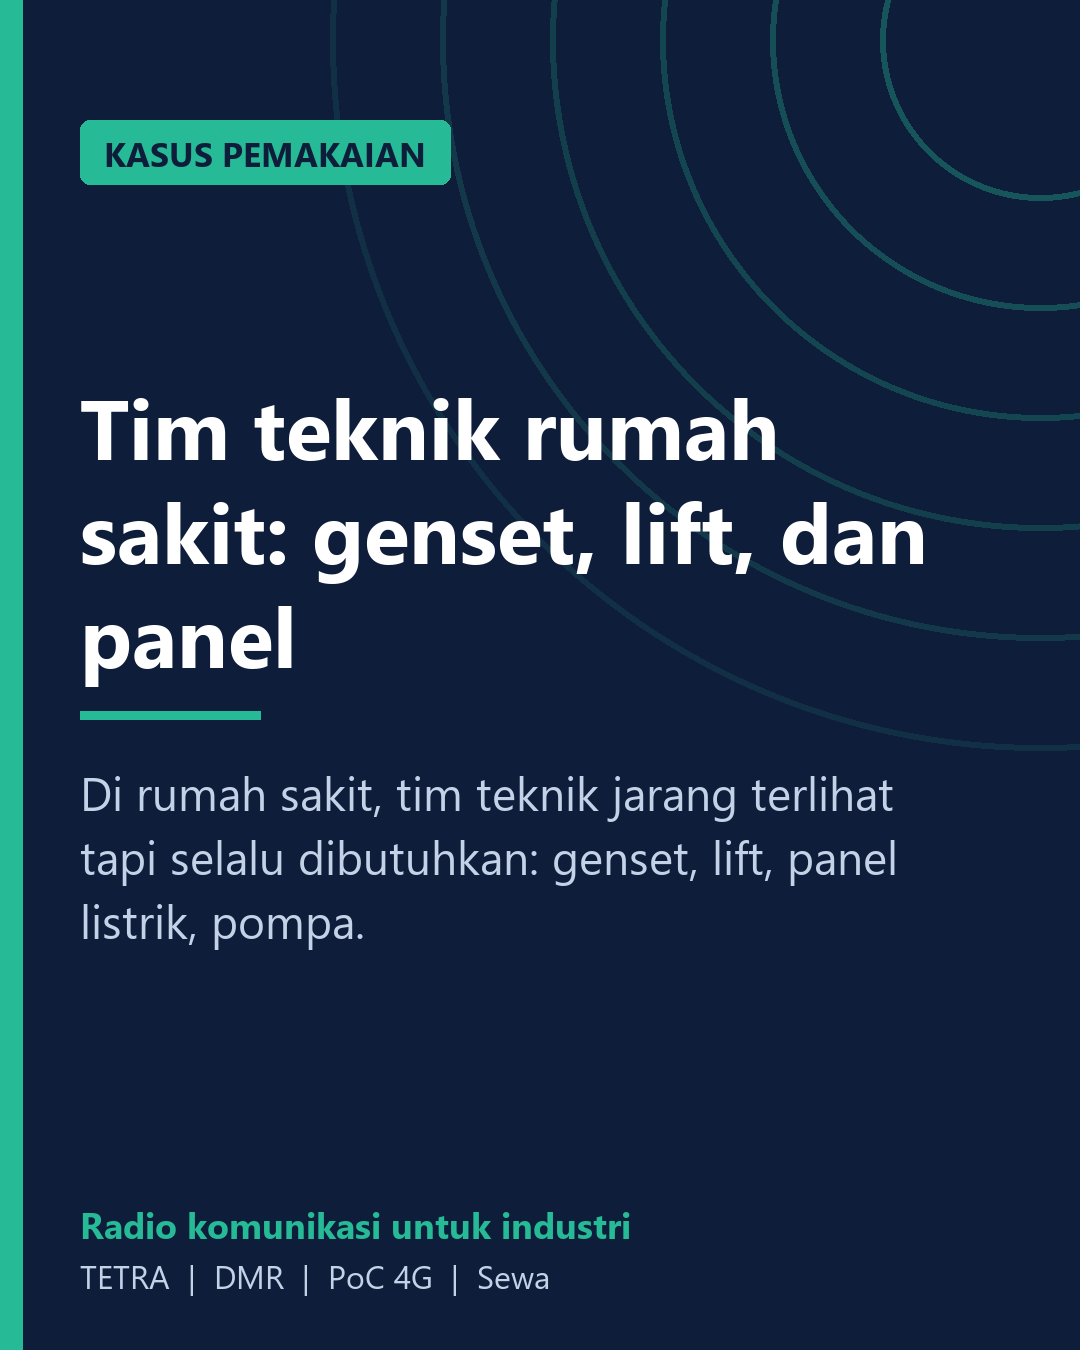 KASUS PEMAKAIAN
Tim teknik rumah
sakit: genset, lift, dan
panel
Di rumah sakit, tim teknik jarang terlihat
tapi selalu dibutuhkan: genset, lift, panel
listrik, pompa.
Radio komunikasi untuk industri
TETRA | DMR | PoC 4G | Sewa